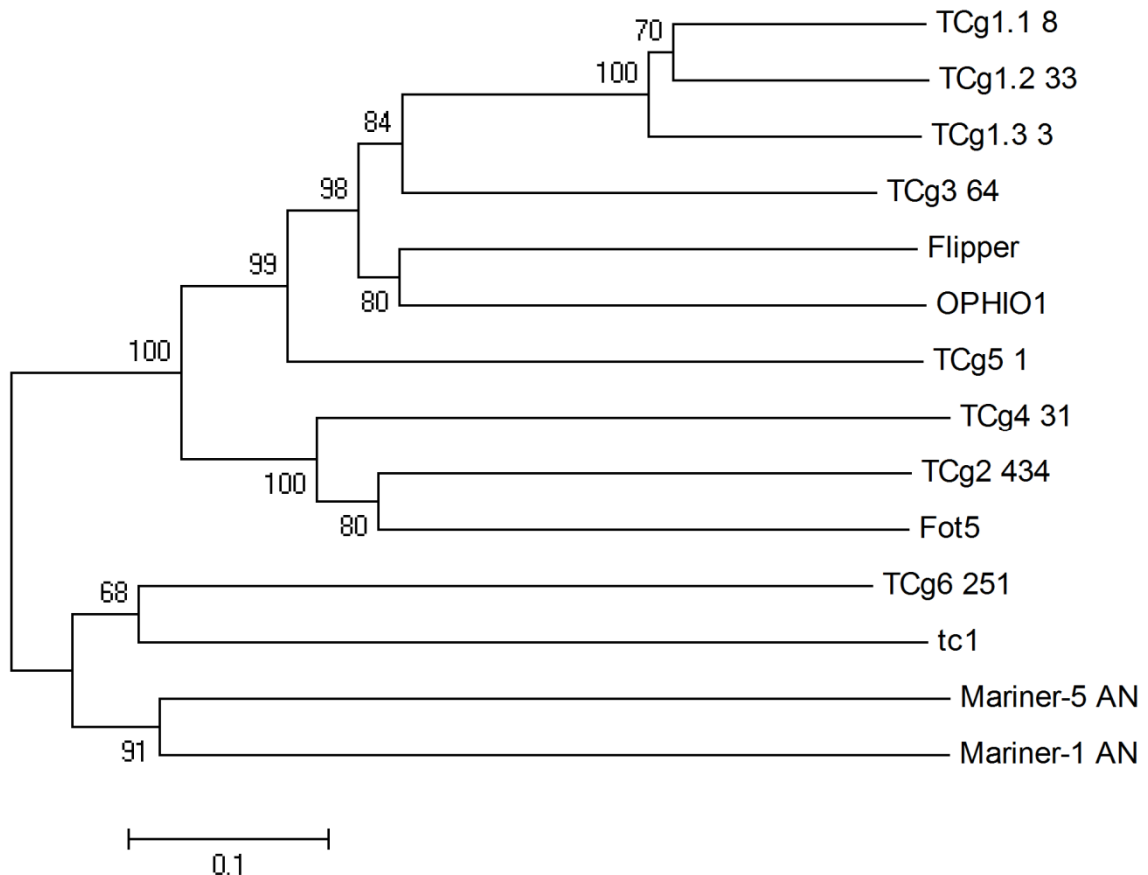 70
TCg1.1 8
100
TCg1.2 33
84
TCg1.3 3
98
TCg3 64
99
Flipper
80
OPHIO1
100
TCg5 1
TCg4 31
100
TCg2 434
80
Fot5
68
TCg6 251
tc1
Mariner-5 AN
91
Mariner-1 AN
0.1